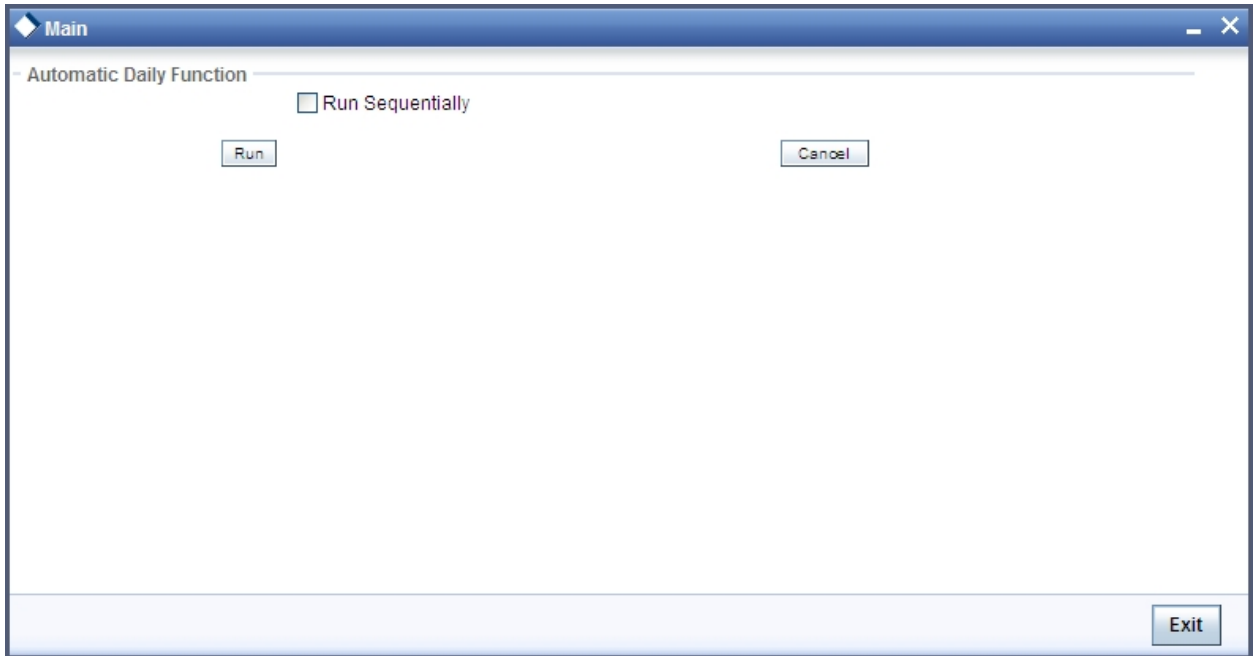 Main
Automatic Daily Function
Run Sequentially
Run Cancel
Exit